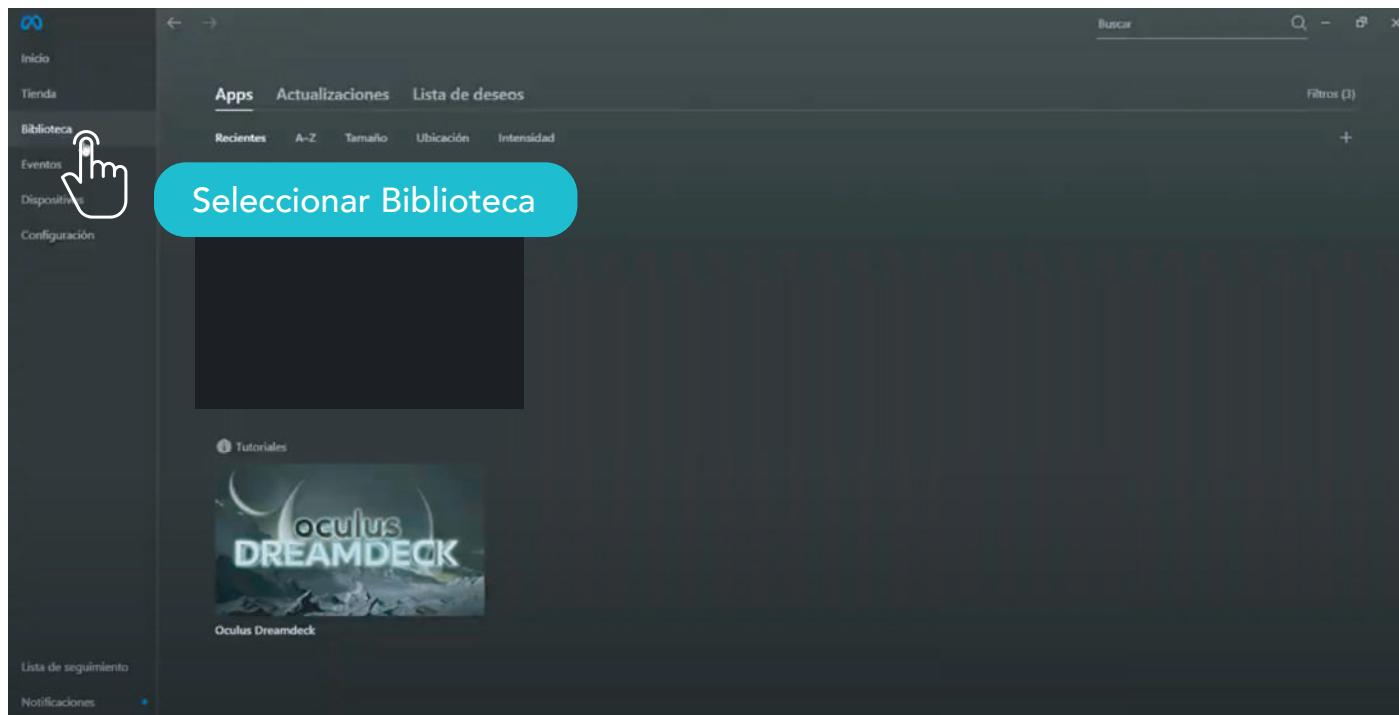 Buscar
Inicio
Tienda
Apps Actualizaciones Lista de deseos
Filtros (3)
Biblioteca
Recientes A-Z Tamaño Ubicación Intensidad
Eventos
Dispositivos
Seleccionar Biblioteca
Configuración
Tutoriales
oculus
DREAMDECK
Oculus Dreamdeck
Lista de seguimiento
Notificaciones